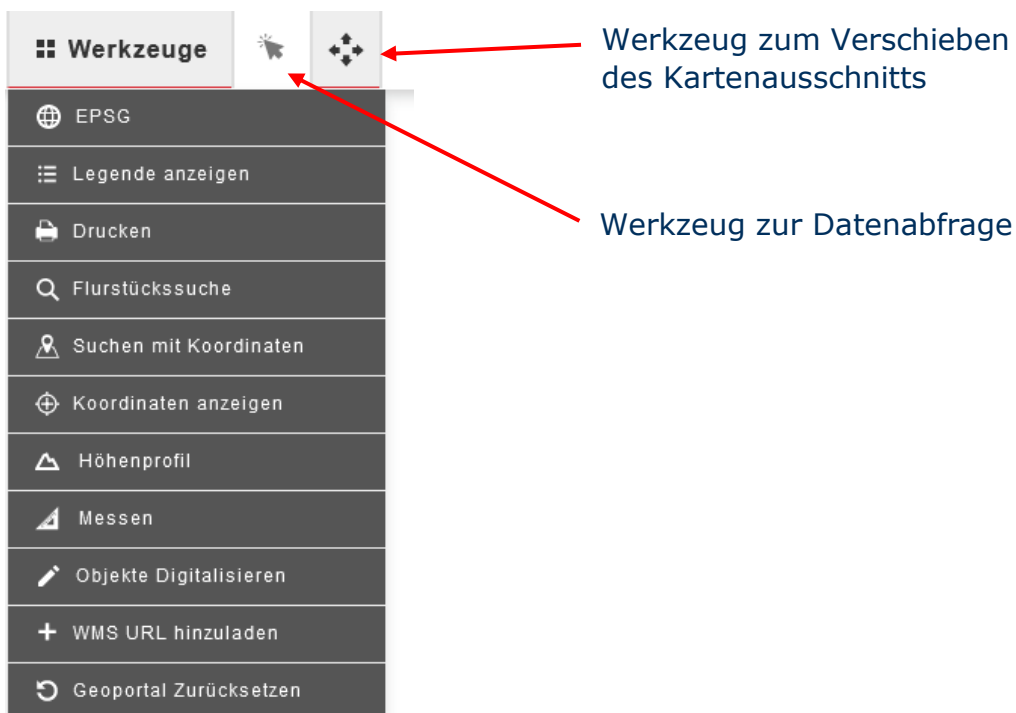 Werkzeuge
Werkzeug zum Verschieben
des Kartenausschnitts
EPSG
Legende anzeigen
Drucken
Werkzeug zur Datenabfrage
Flurstückssuche
Suchen mit Koordinaten
Koordinaten anzeigen
Höhenprofil
Messen
Objekte Digitalisieren
WMS URL hinzuladen
Geoportal Zurücksetzen